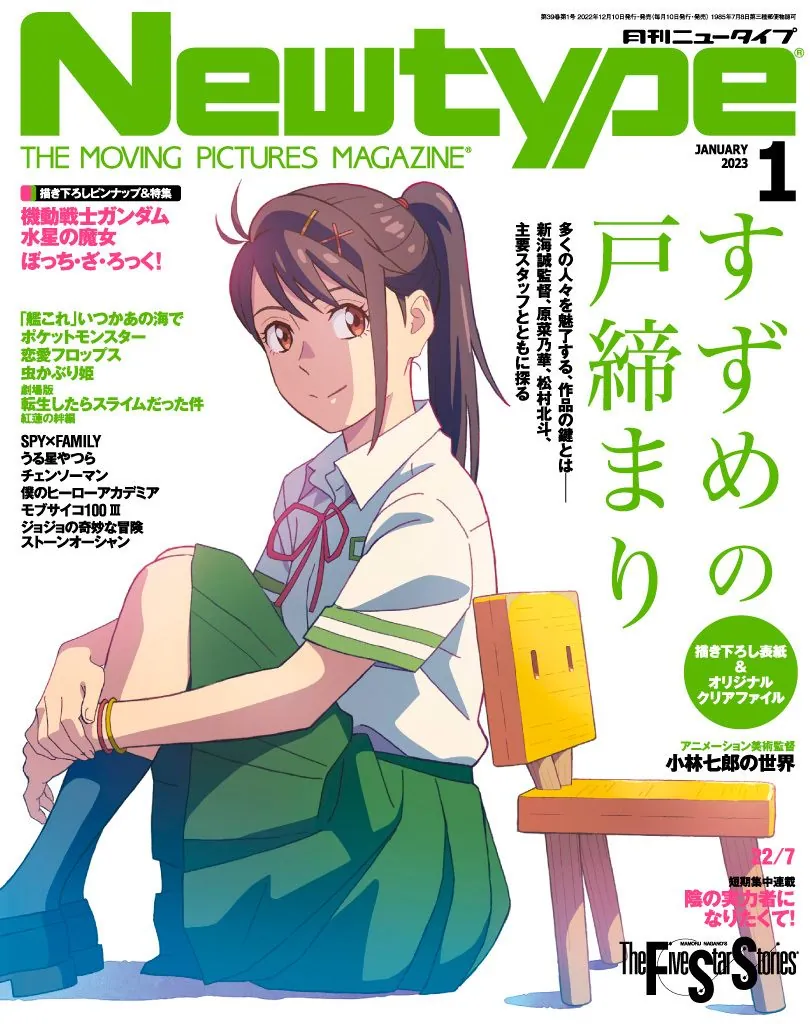 第39巻第1号 2022年12月10日発行・発売(毎月10日発行・発売) 1985年7月8日第三種郵便物認可
月刊ニュータイプ
Newtype®
THE MOVING PICTURES MAGAZINE®
JANUARY
2023
1
描き下ろしピンナップ&特集
機動戦士ガンダム
水星の魔女
ぼっち・ざ・ろっく!
「艦これ」いつかあの海で
ポケットモンスター
恋愛フロップス
虫かぶり姫
劇場版
転生したらスライムだった件
紅蓮の絆編
SPY×FAMILY
うる星やつら
チェンソーマン
僕のヒーローアカデミア
モブサイコ100 Ⅲ
ジョジョの奇妙な冒険
ストーンオーシャン
すずめの
戸締まり
多くの人々を魅了する、作品の鍵とは――
新海誠監督、原菜乃華、松村北斗、
主要スタッフとともに探る
描き下ろし表紙
&
オリジナル
クリアファイル
アニメーション美術監督
小林七郎の世界
22/7
短期集中連載
陰の実力者に
なりたくて!
MAMORU NAGANO'S
The Five Star Stories